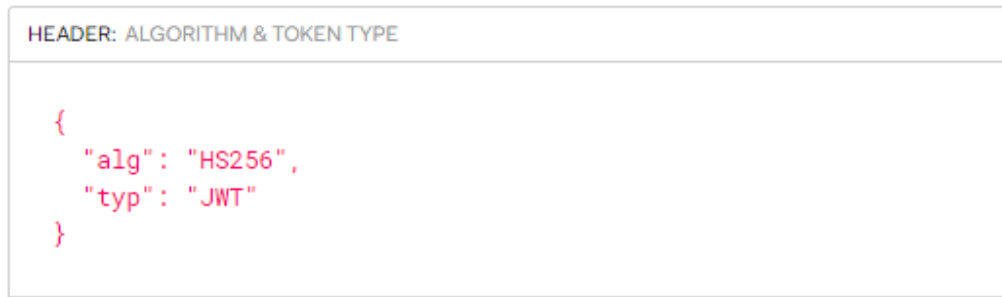 HEADER: ALGORITHM & TOKEN TYPE
{
"alg": "HS256",
"typ": "JWT"
}